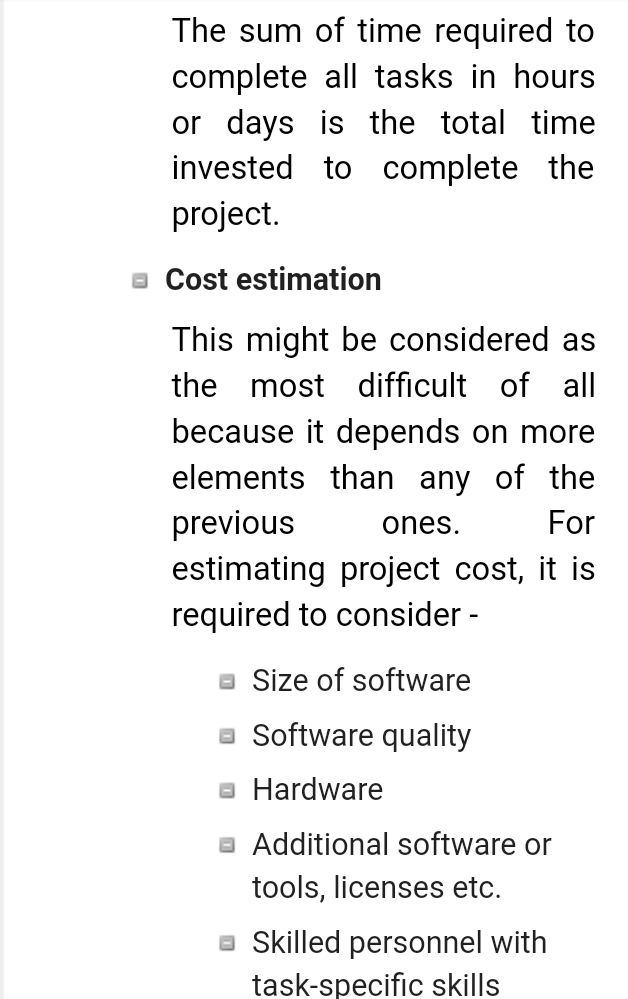 The sum of time required to
complete all tasks in hours
or days is the total time
invested to complete the
project.
Cost estimation
This might be considered as
the most difficult of all
because it depends on more
elements than any of the
previous ones. For
estimating project cost, it is
required to consider -
Size of software
Software quality
Hardware
Additional software or
tools, licenses etc.
Skilled personnel with
task-specific skills